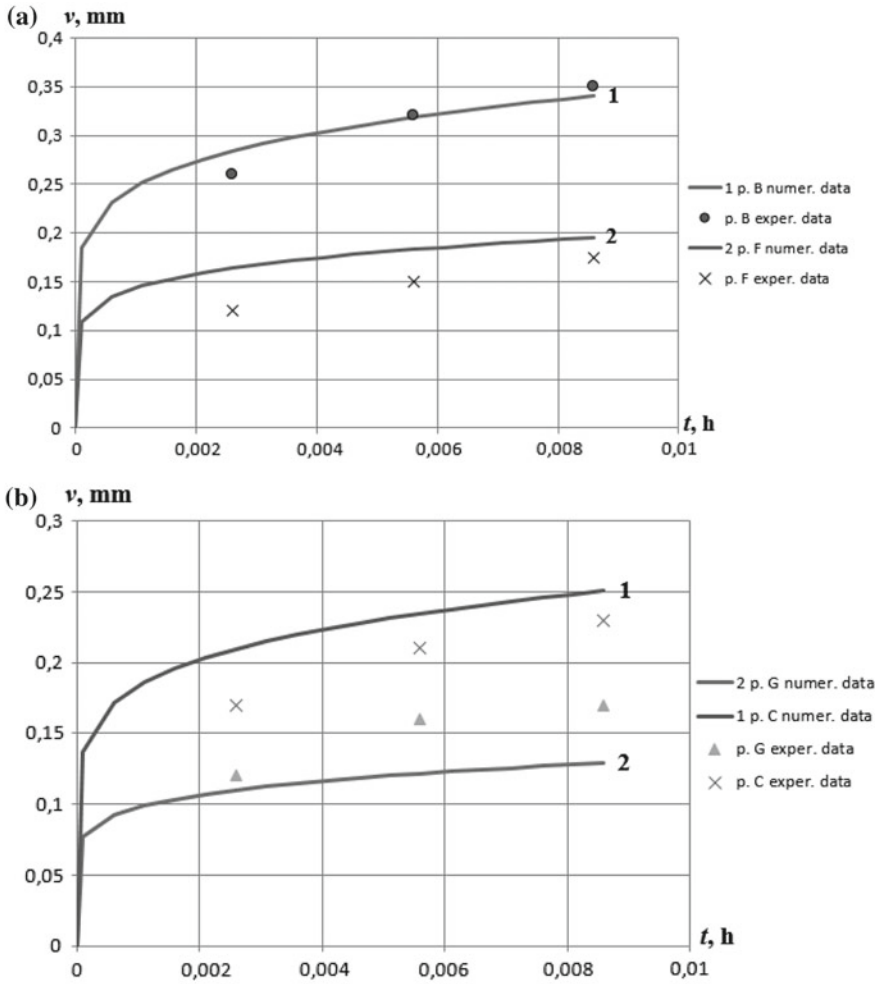 (a) v, mm
0,4
0,35
0,3
0,25
0,2
0,15
0,1
0,05
0
1
2
t, h
0 0,002 0,004 0,006 0,008 0,01
1 p. B numer. data
p. B exper. data
2 p. F numer. data
p. F exper. data
(b) v, mm
0,3
0,25
0,2
0,15
0,1
0,05
0
1
2
t, h
0 0,002 0,004 0,006 0,008 0,01
2 p. G numer. data
1 p. C numer. data
p. G exper. data
p. C exper. data